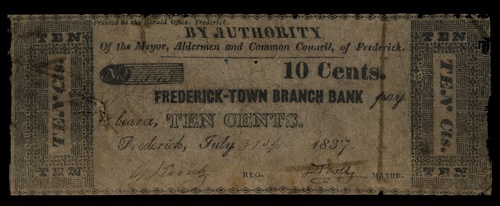 Printed at the Herald Office, Frederick.
BY AUTHORITY
Of the Mayor, Aldermen and Common Council, of Frederick.
No
10 Cents.
FREDERICK-TOWN BRANCH BANK pay
TEN CENTS.
Frederick, July 1837
REG.
MAYOR.
TEN
TEN Cts.
TEN
TEN
TEN Cts.
TEN